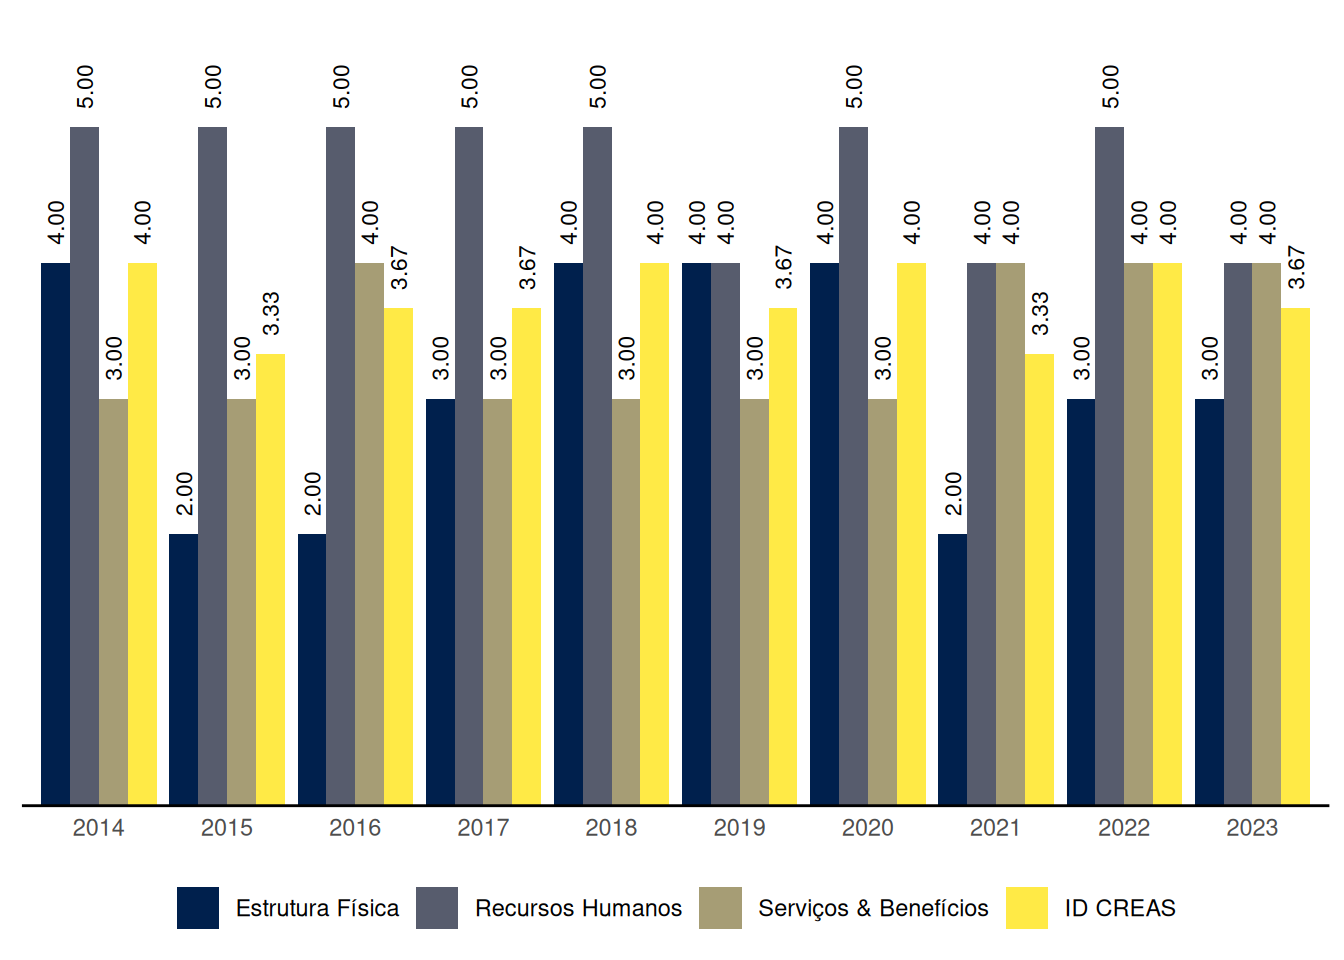 4.00 5.00 3.00 4.00 2.00 5.00 3.00 3.33 2.00 5.00 4.00 3.67 3.00 5.00 3.00 3.67 4.00 5.00 3.00 4.00 4.00 4.00 3.00 3.67 4.00 5.00 3.00 4.00 2.00 4.00 4.00 3.33 3.00 5.00 4.00 4.00 3.00 4.00 4.00 3.67
2014 2015 2016 2017 2018 2019 2020 2021 2022 2023
Estrutura Física Recursos Humanos Serviços & Benefícios ID CREAS